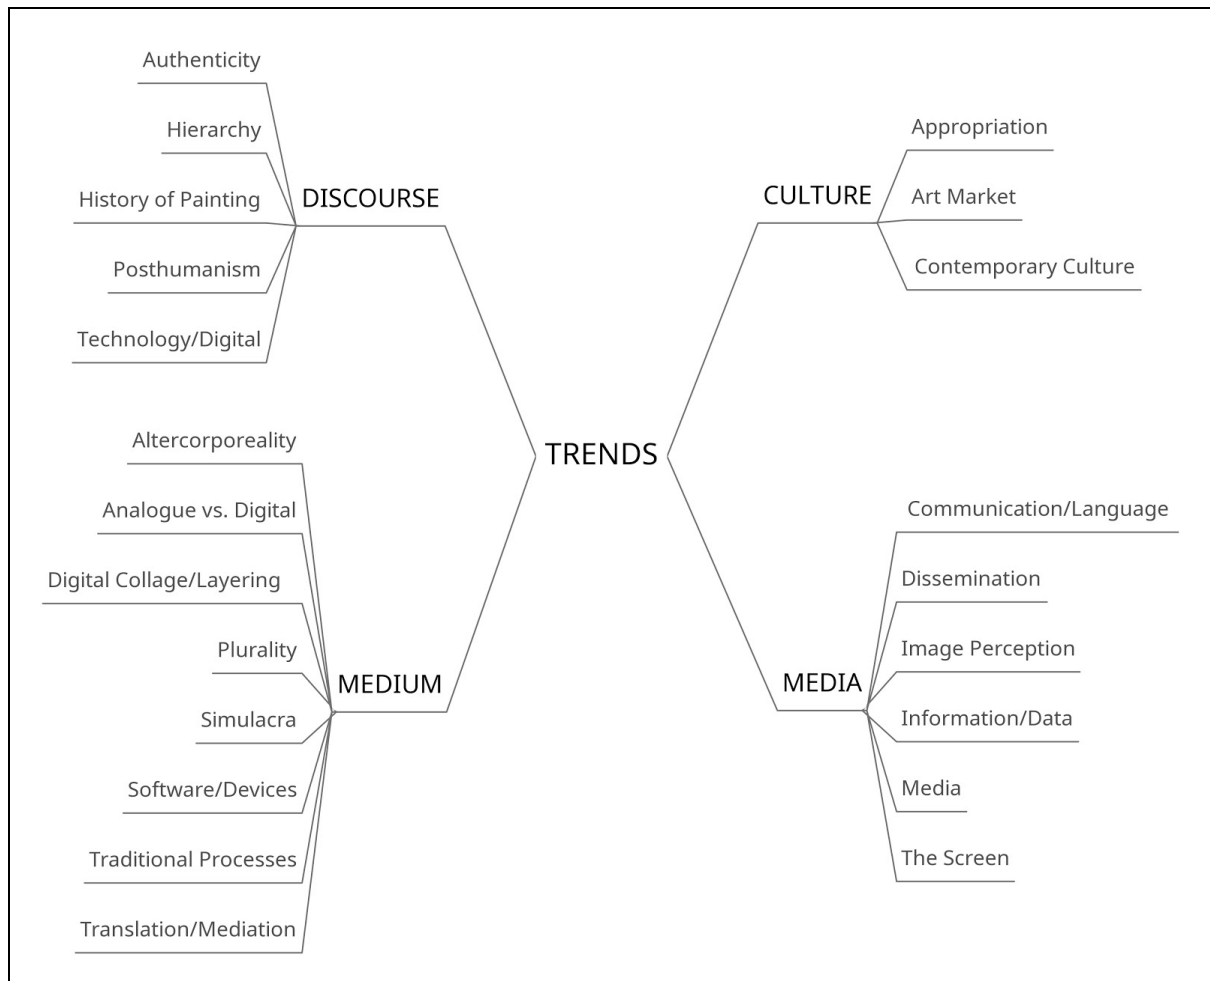 Authenticity
Hierarchy
History of Painting
Posthumanism
Technology/Digital
DISCOURSE
Altercorporeality
Analogue vs. Digital
Digital Collage/Layering
Plurality
Simulacra
Software/Devices
Traditional Processes
Translation/Mediation
MEDIUM
TRENDS
CULTURE
Appropriation
Art Market
Contemporary Culture
MEDIA
Communication/Language
Dissemination
Image Perception
Information/Data
Media
The Screen